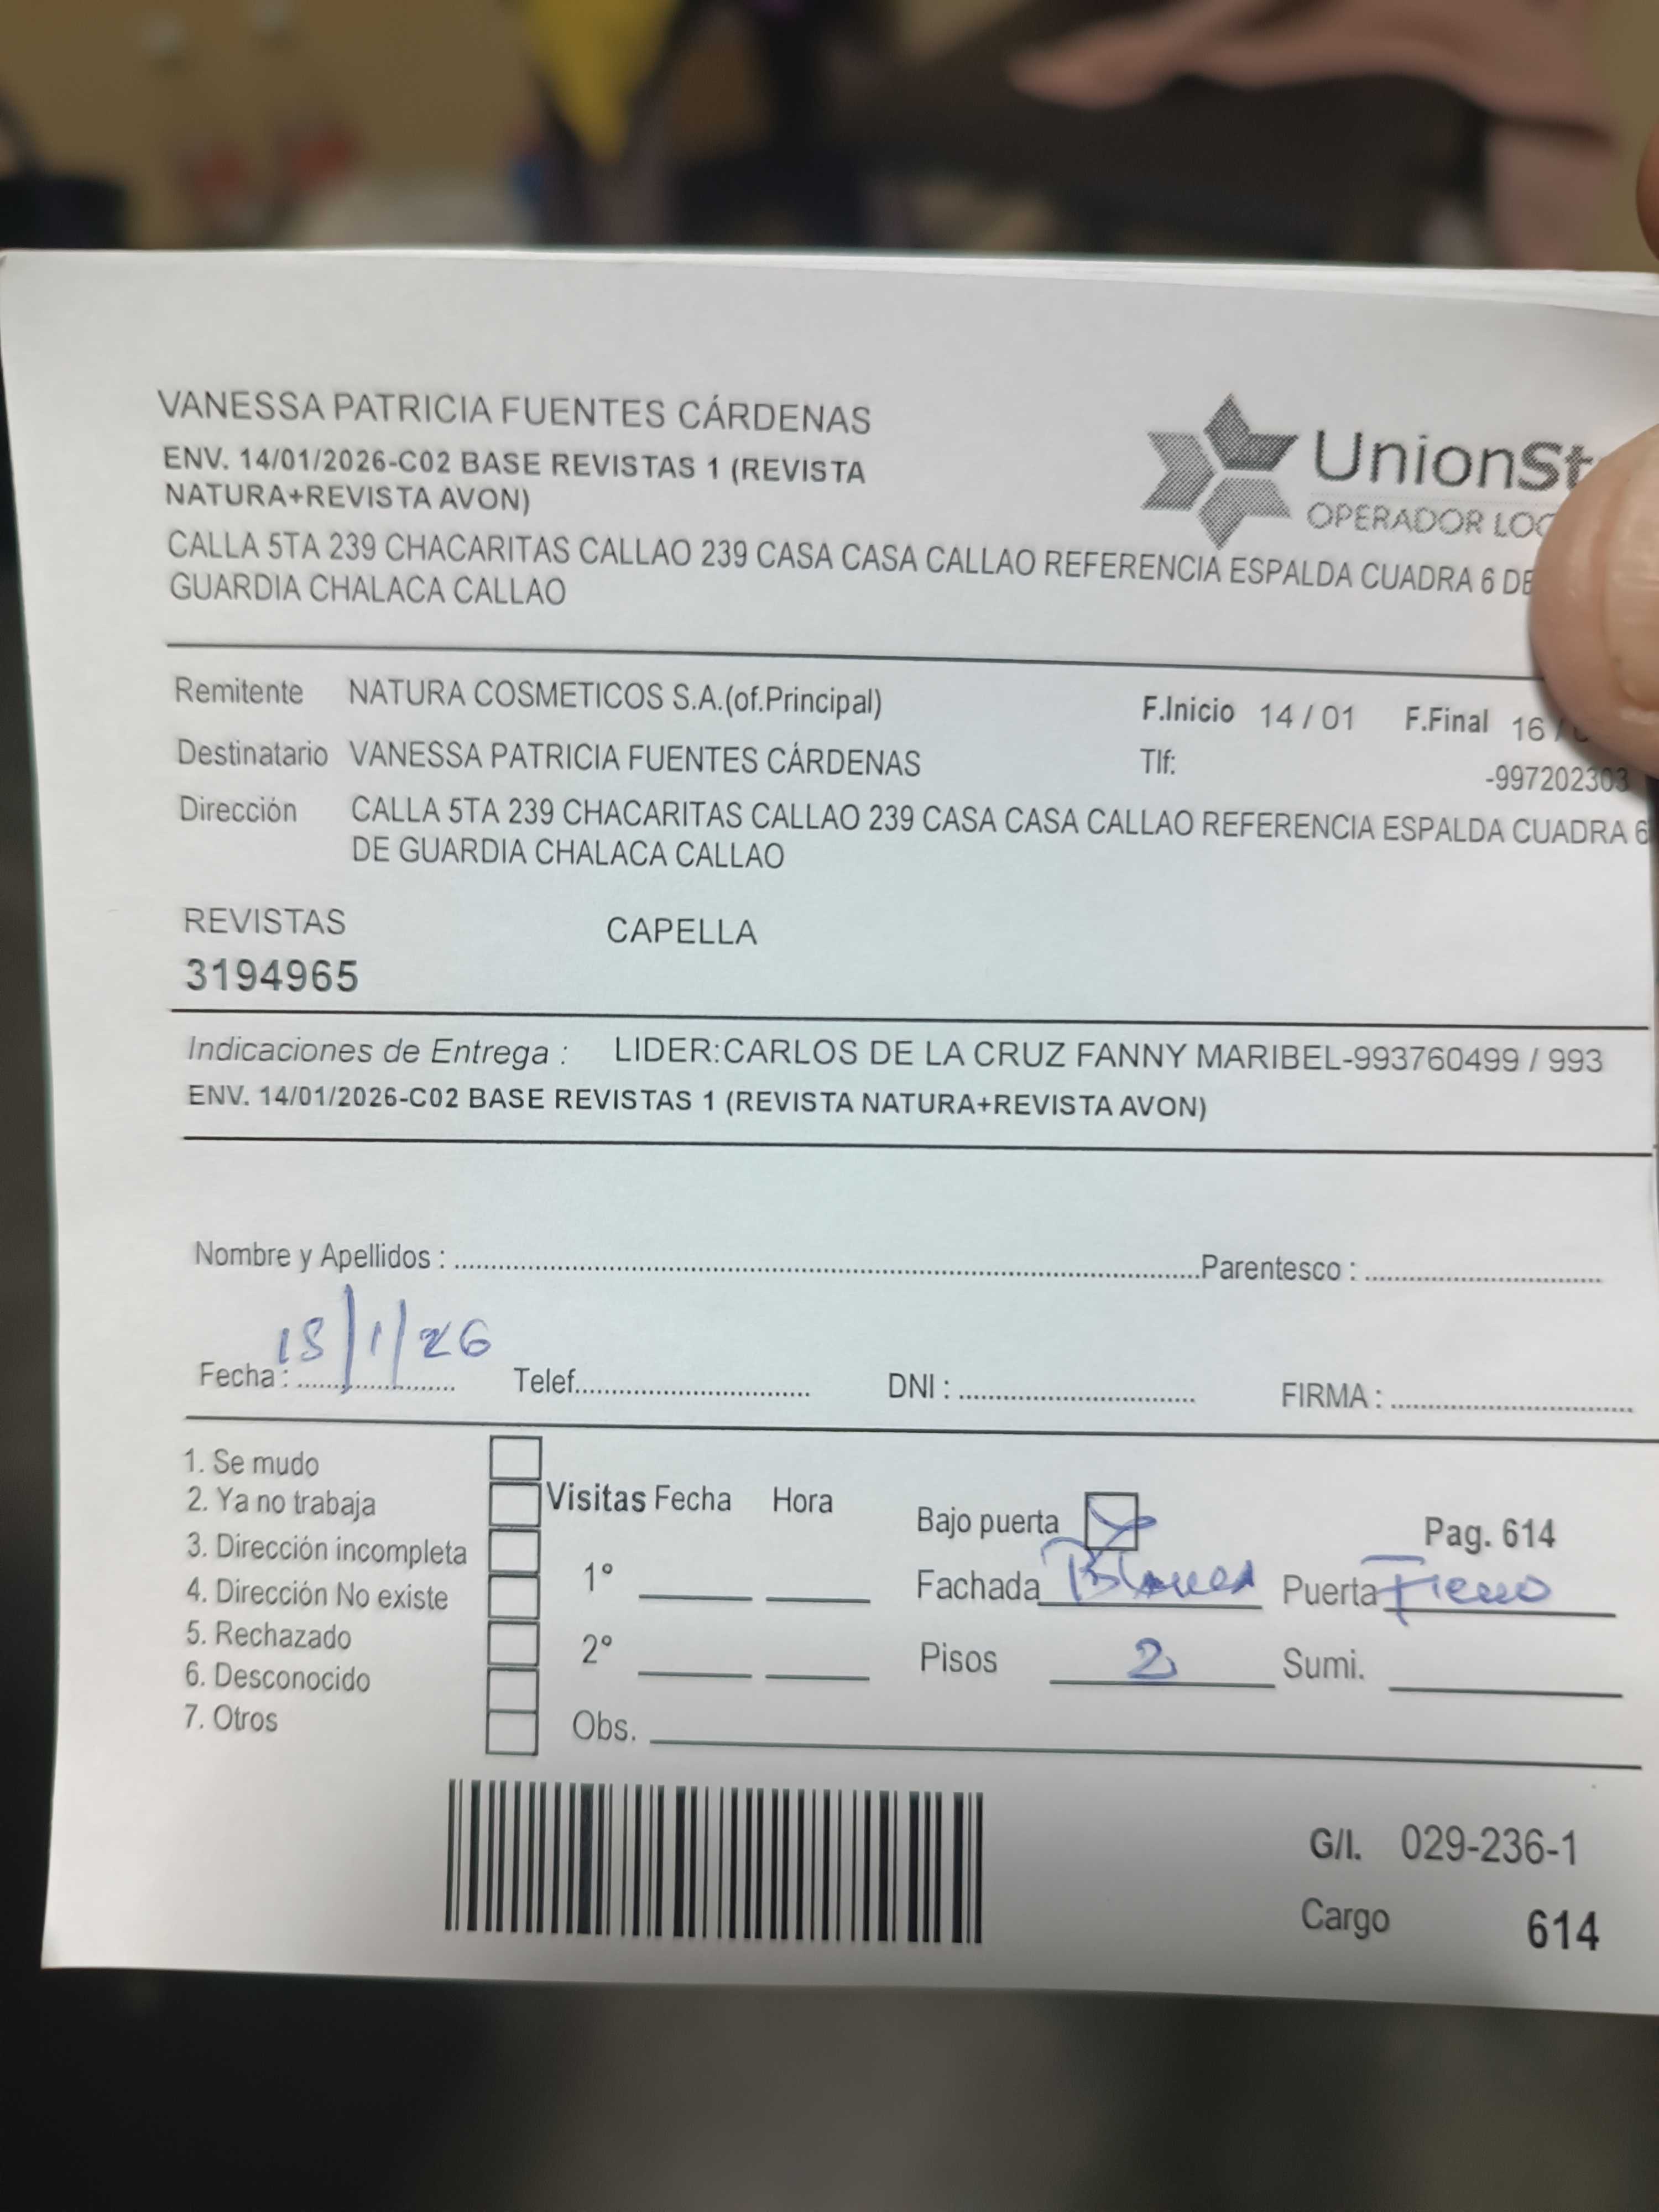 VANESSA PATRICIA FUENTES CÁRDENAS
ENV. 14/01/2026-C02 BASE REVISTAS 1 (REVISTA
NATURA+REVISTA AVON)
UnionSt
OPERADOR LOG
CALLA 5TA 239 CHACARITAS CALLAO 239 CASA CASA CALLAO REFERENCIA ESPALDA CUADRA 6 DE
GUARDIA CHALACA CALLAO
Remitente NATURA COSMETICOS S.A.(of.Principal) F.Inicio 14 / 01 F.Final 16 /
Destinatario VANESSA PATRICIA FUENTES CÁRDENAS Tlf: -997202303
Dirección CALLA 5TA 239 CHACARITAS CALLAO 239 CASA CASA CALLAO REFERENCIA ESPALDA CUADRA 6
DE GUARDIA CHALACA CALLAO
REVISTAS CAPELLA
3194965
Indicaciones de Entrega : LIDER:CARLOS DE LA CRUZ FANNY MARIBEL-993760499 / 993
ENV. 14/01/2026-C02 BASE REVISTAS 1 (REVISTA NATURA+REVISTA AVON)
Nombre y Apellidos : Parentesco :
Fecha : 15/1/26 Telef. DNI : FIRMA :
1. Se mudo
2. Ya no trabaja
3. Dirección incompleta
4. Dirección No existe
5. Rechazado
6. Desconocido
7. Otros
Visitas Fecha Hora
1°
2°
Obs.
Bajo puerta Pag. 614
Fachada Blanca Puerta Fierro
Pisos 2 Sumi.
G/I. 029-236-1
Cargo 614